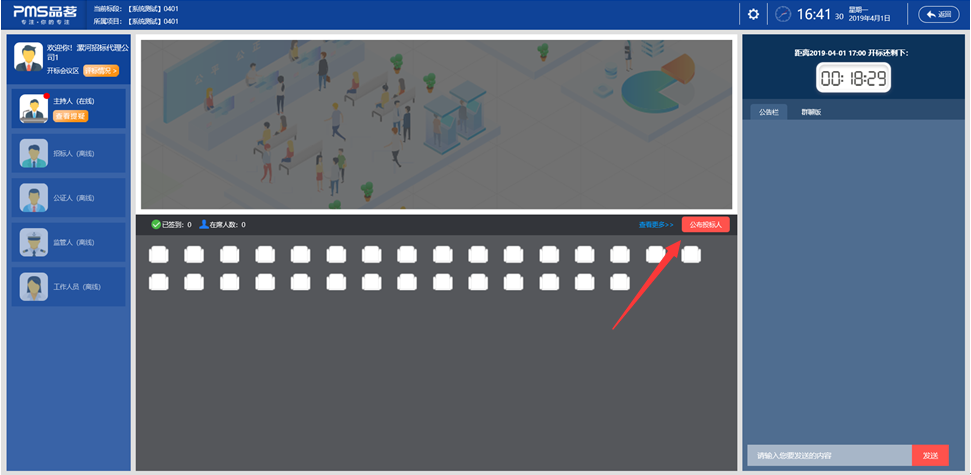 PMS品茗
专注·你的专注
当前标段：【系统测试】0401
所属项目：【系统测试】0401
16:41 30
星期一
2019年4月1日
返回
欢迎你！漯河招标代理公司1
开标会议区
评标情况 >
主持人（在线）
查看质疑
招标人（离线）
公证人（离线）
监管人（离线）
工作人员（离线）
已签到：0
在席人数：0
查看更多>>
公布投标人
距离2019-04-01 17:00 开标还剩下：
00:18:29
公告栏
群聊版
请输入您要发送的内容
发送